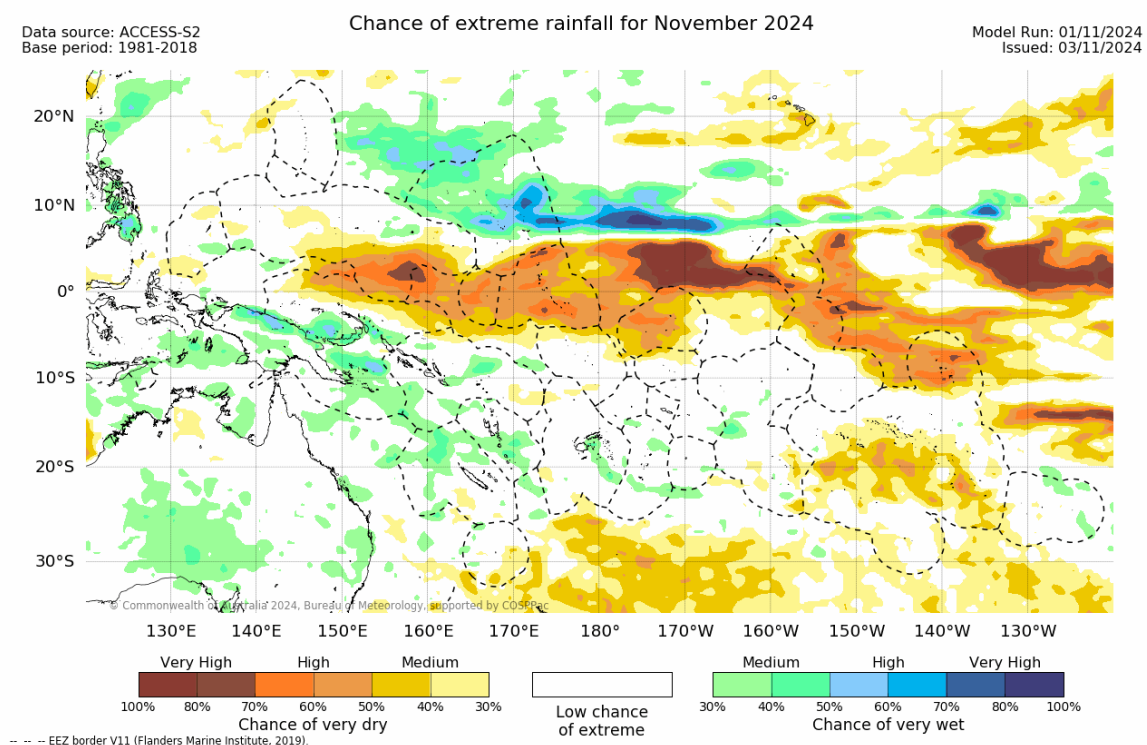 Chance of extreme rainfall for November 2024
Data source: ACCESS-S2
Base period: 1981-2018
Model Run: 01/11/2024
Issued: 03/11/2024
20°N
10°N
0°
10°S
20°S
30°S
© Commonwealth of Australia 2024, Bureau of Meteorology, supported by COSPPac
130°E 140°E 150°E 160°E 170°E 180° 170°W 160°W 150°W 140°W 130°W
Very High High Medium
100% 80% 70% 60% 50% 40% 30%
Chance of very dry
Low chance
of extreme
Medium High Very High
30% 40% 50% 60% 70% 80% 100%
Chance of very wet
-- -- -- EEZ border V11 (Flanders Marine Institute, 2019).